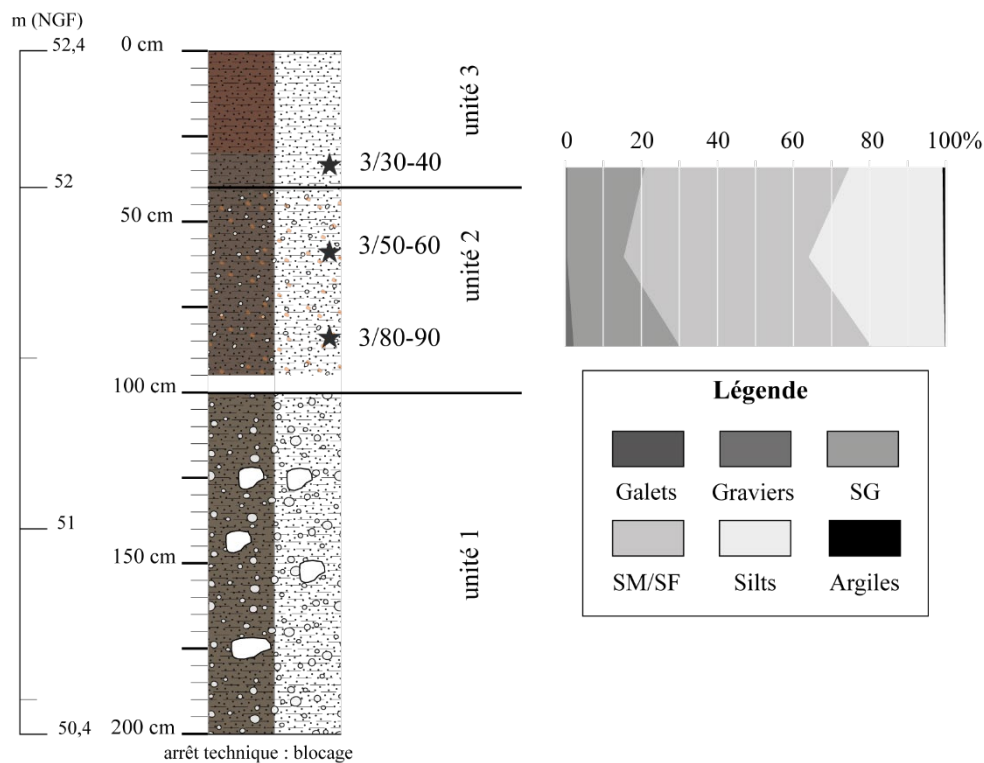 m (NGF)
52,4
52
51
50,4
0 cm
50 cm
100 cm
150 cm
200 cm
unité 3
unité 2
unité 1
3/30-40
3/50-60
3/80-90
arrêt technique : blocage
0 20 40 60 80 100%
Légende
Galets Graviers SG
SM/SF Silts Argiles